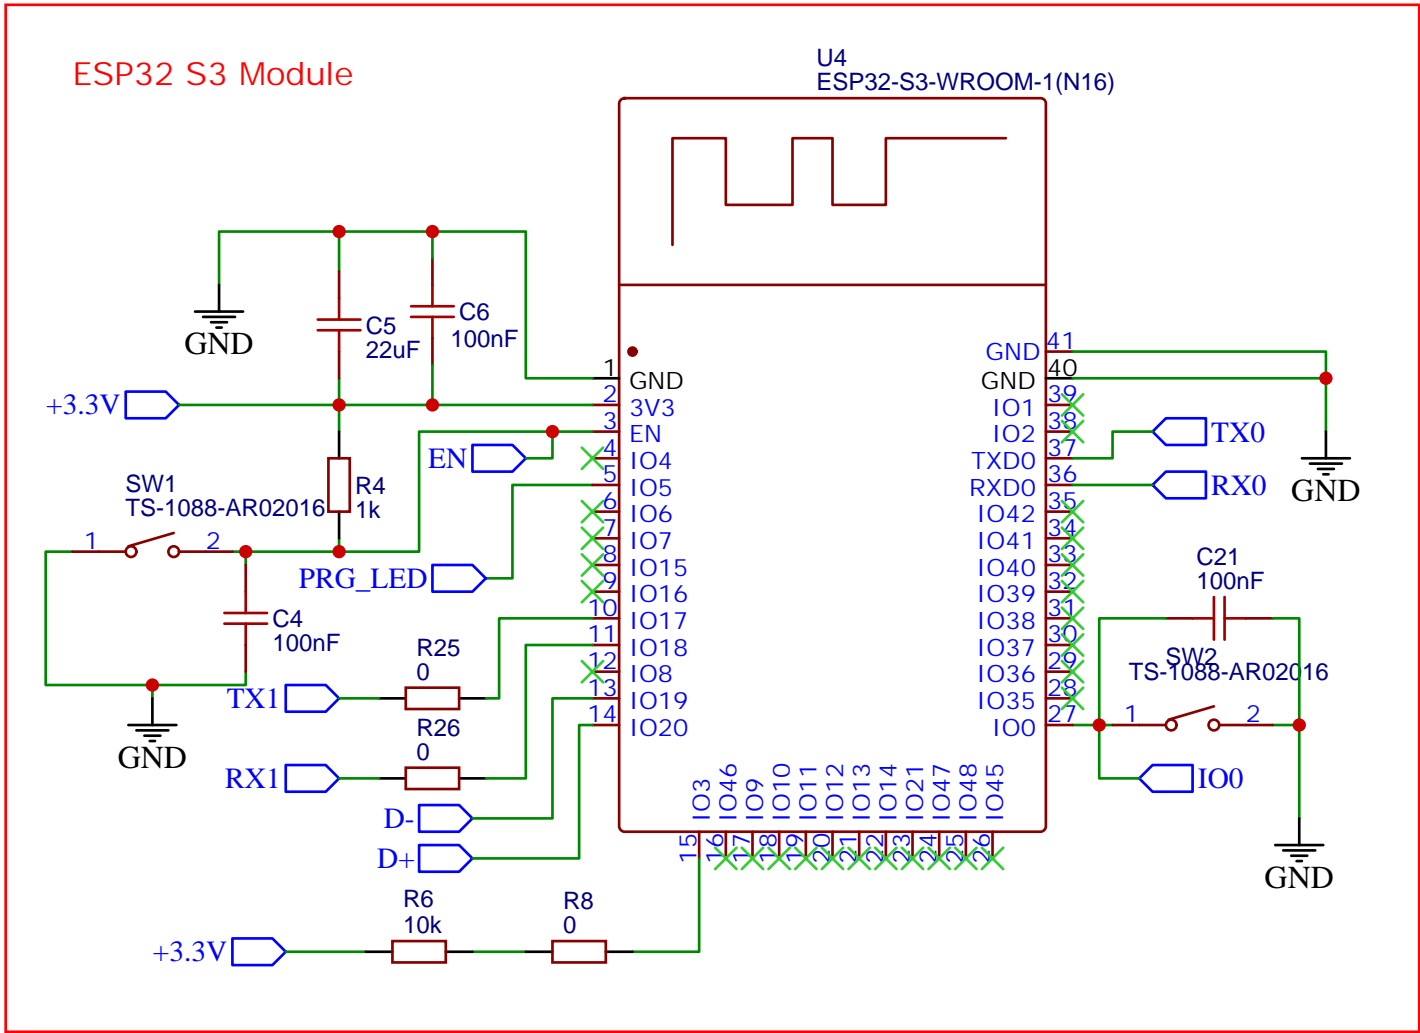 ESP32 S3 Module
U4
ESP32-S3-WROOM-1(N16)
C5
22uF
C6
100nF
GND
+3.3V
EN
SW1
TS-1088-AR02016
1
2
R4
1k
PRG_LED
C4
100nF
GND
R25
0
TX1
R26
0
RX1
D-
D+
R6
10k
R8
0
+3.3V
1 GND
2 3V3
3 EN
4 IO4
5 IO5
6 IO6
7 IO7
8 IO15
9 IO16
10 IO17
11 IO18
12 IO8
13 IO19
14 IO20
15 IO3
16 IO46
17 IO9
18 IO10
19 IO11
20 IO12
21 IO13
22 IO14
23 IO21
24 IO47
25 IO48
26 IO45
GND 41
GND 40
IO1 39
IO2 38
TXD0 37
RXD0 36
IO42 35
IO41 34
IO40 33
IO39 32
IO38 31
IO37 30
IO36 29
IO35 28
IO0 27
TX0
RX0
GND
C21
100nF
SW2
TS-1088-AR02016
1
2
IO0
GND